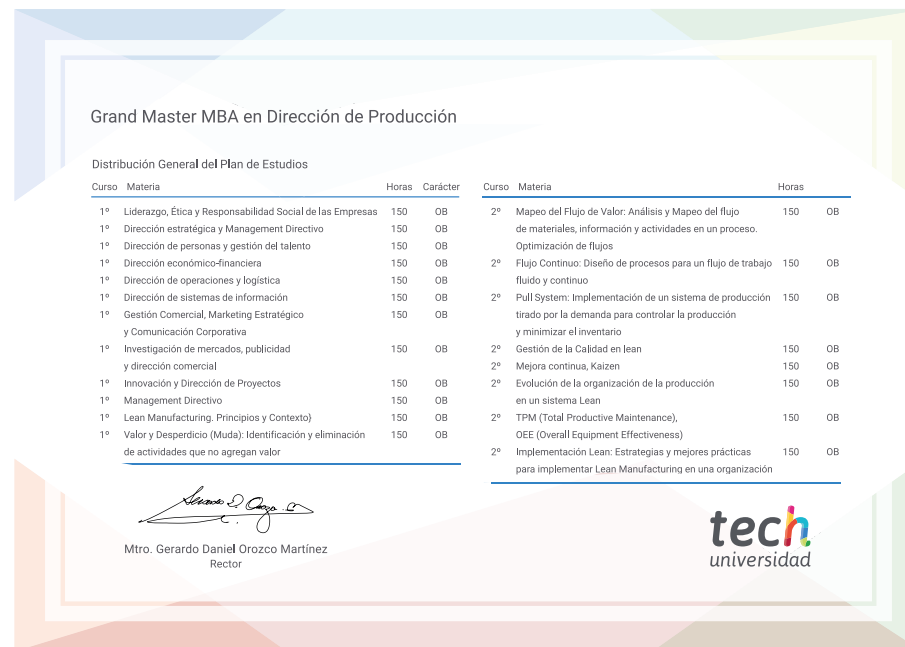 Grand Master MBA en Dirección de Producción
Distribución General del Plan de Estudios
Curso Materia Horas Carácter
1º Liderazgo, Ética y Responsabilidad Social de las Empresas 150 OB
1º Dirección estratégica y Management Directivo 150 OB
1º Dirección de personas y gestión del talento 150 OB
1º Dirección económico-financiera 150 OB
1º Dirección de operaciones y logística 150 OB
1º Dirección de sistemas de información 150 OB
1º Gestión Comercial, Marketing Estratégico 150 OB
y Comunicación Corporativa
1º Investigación de mercados, publicidad 150 OB
y dirección comercial
1º Innovación y Dirección de Proyectos 150 OB
1º Management Directivo 150 OB
1º Lean Manufacturing. Principios y Contexto} 150 OB
1º Valor y Desperdicio (Muda): Identificación y eliminación 150 OB
de actividades que no agregan valor
Curso Materia Horas
2º Mapeo del Flujo de Valor: Análisis y Mapeo del flujo 150 OB
de materiales, información y actividades en un proceso.
Optimización de flujos
2º Flujo Continuo: Diseño de procesos para un flujo de trabajo 150 OB
fluido y continuo
2º Pull System: Implementación de un sistema de producción 150 OB
tirado por la demanda para controlar la producción
y minimizar el inventario
2º Gestión de la Calidad en lean 150 OB
2º Mejora continua, Kaizen 150 OB
2º Evolución de la organización de la producción 150 OB
en un sistema Lean
2º TPM (Total Productive Maintenance), 150 OB
OEE (Overall Equipment Effectiveness)
2º Implementación Lean: Estrategias y mejores prácticas 150 OB
para implementar Lean Manufacturing en una organización
Mtro. Gerardo Daniel Orozco Martínez
Rector
tech
universidad